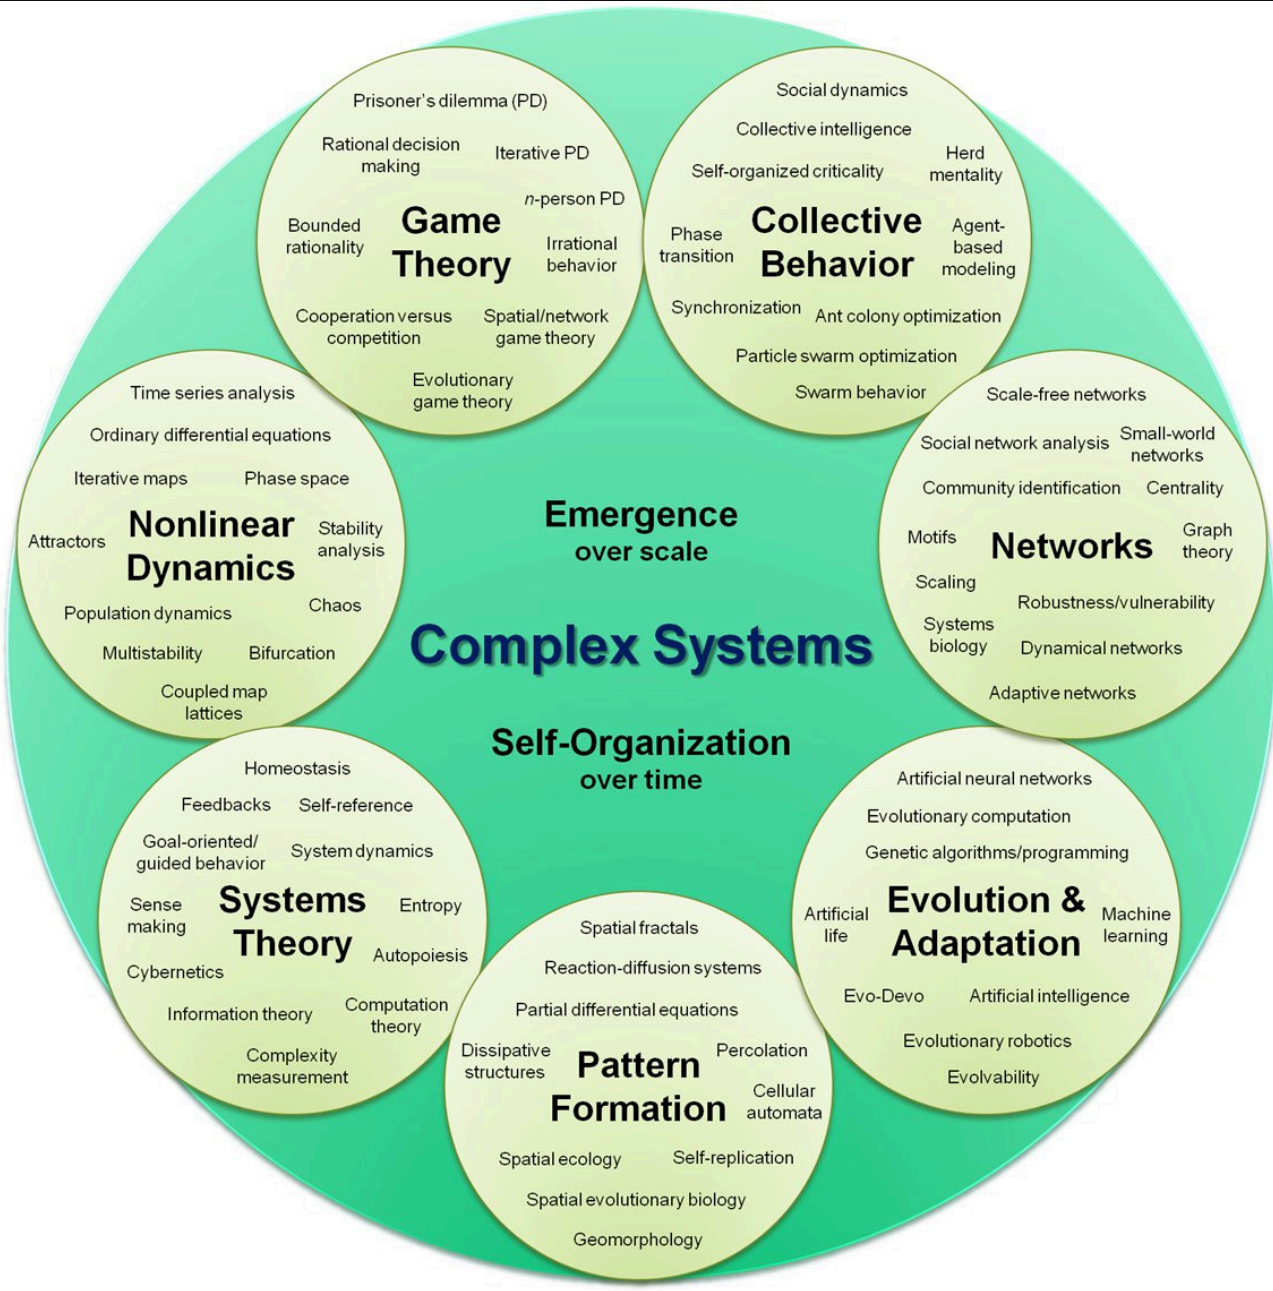 Prisoner’s dilemma (PD)
Rational decision
making
Iterative PD
n-person PD
Game
Theory
Bounded
rationality
Irrational
behavior
Cooperation versus
competition
Spatial/network
game theory
Evolutionary
game theory
Social dynamics
Collective intelligence
Herd
mentality
Self-organized criticality
Collective
Behavior
Phase
transition
Agent-
based
modeling
Synchronization
Ant colony optimization
Particle swarm optimization
Swarm behavior
Time series analysis
Ordinary differential equations
Iterative maps
Phase space
Nonlinear
Dynamics
Attractors
Stability
analysis
Population dynamics
Chaos
Multistability
Bifurcation
Coupled map
lattices
Emergence
over scale
Complex Systems
Self-Organization
over time
Scale-free networks
Social network analysis
Small-world
networks
Community identification
Centrality
Motifs
Networks
Graph
theory
Scaling
Robustness/vulnerability
Systems
biology
Dynamical networks
Adaptive networks
Homeostasis
Feedbacks
Self-reference
Goal-oriented/
guided behavior
System dynamics
Sense
making
Systems
Theory
Entropy
Autopoiesis
Cybernetics
Information theory
Computation
theory
Complexity
measurement
Spatial fractals
Reaction-diffusion systems
Partial differential equations
Dissipative
structures
Pattern
Formation
Percolation
Cellular
automata
Spatial ecology
Self-replication
Spatial evolutionary biology
Geomorphology
Artificial neural networks
Evolutionary computation
Genetic algorithms/programming
Artificial
life
Evolution &
Adaptation
Machine
learning
Evo-Devo
Artificial intelligence
Evolutionary robotics
Evolvability